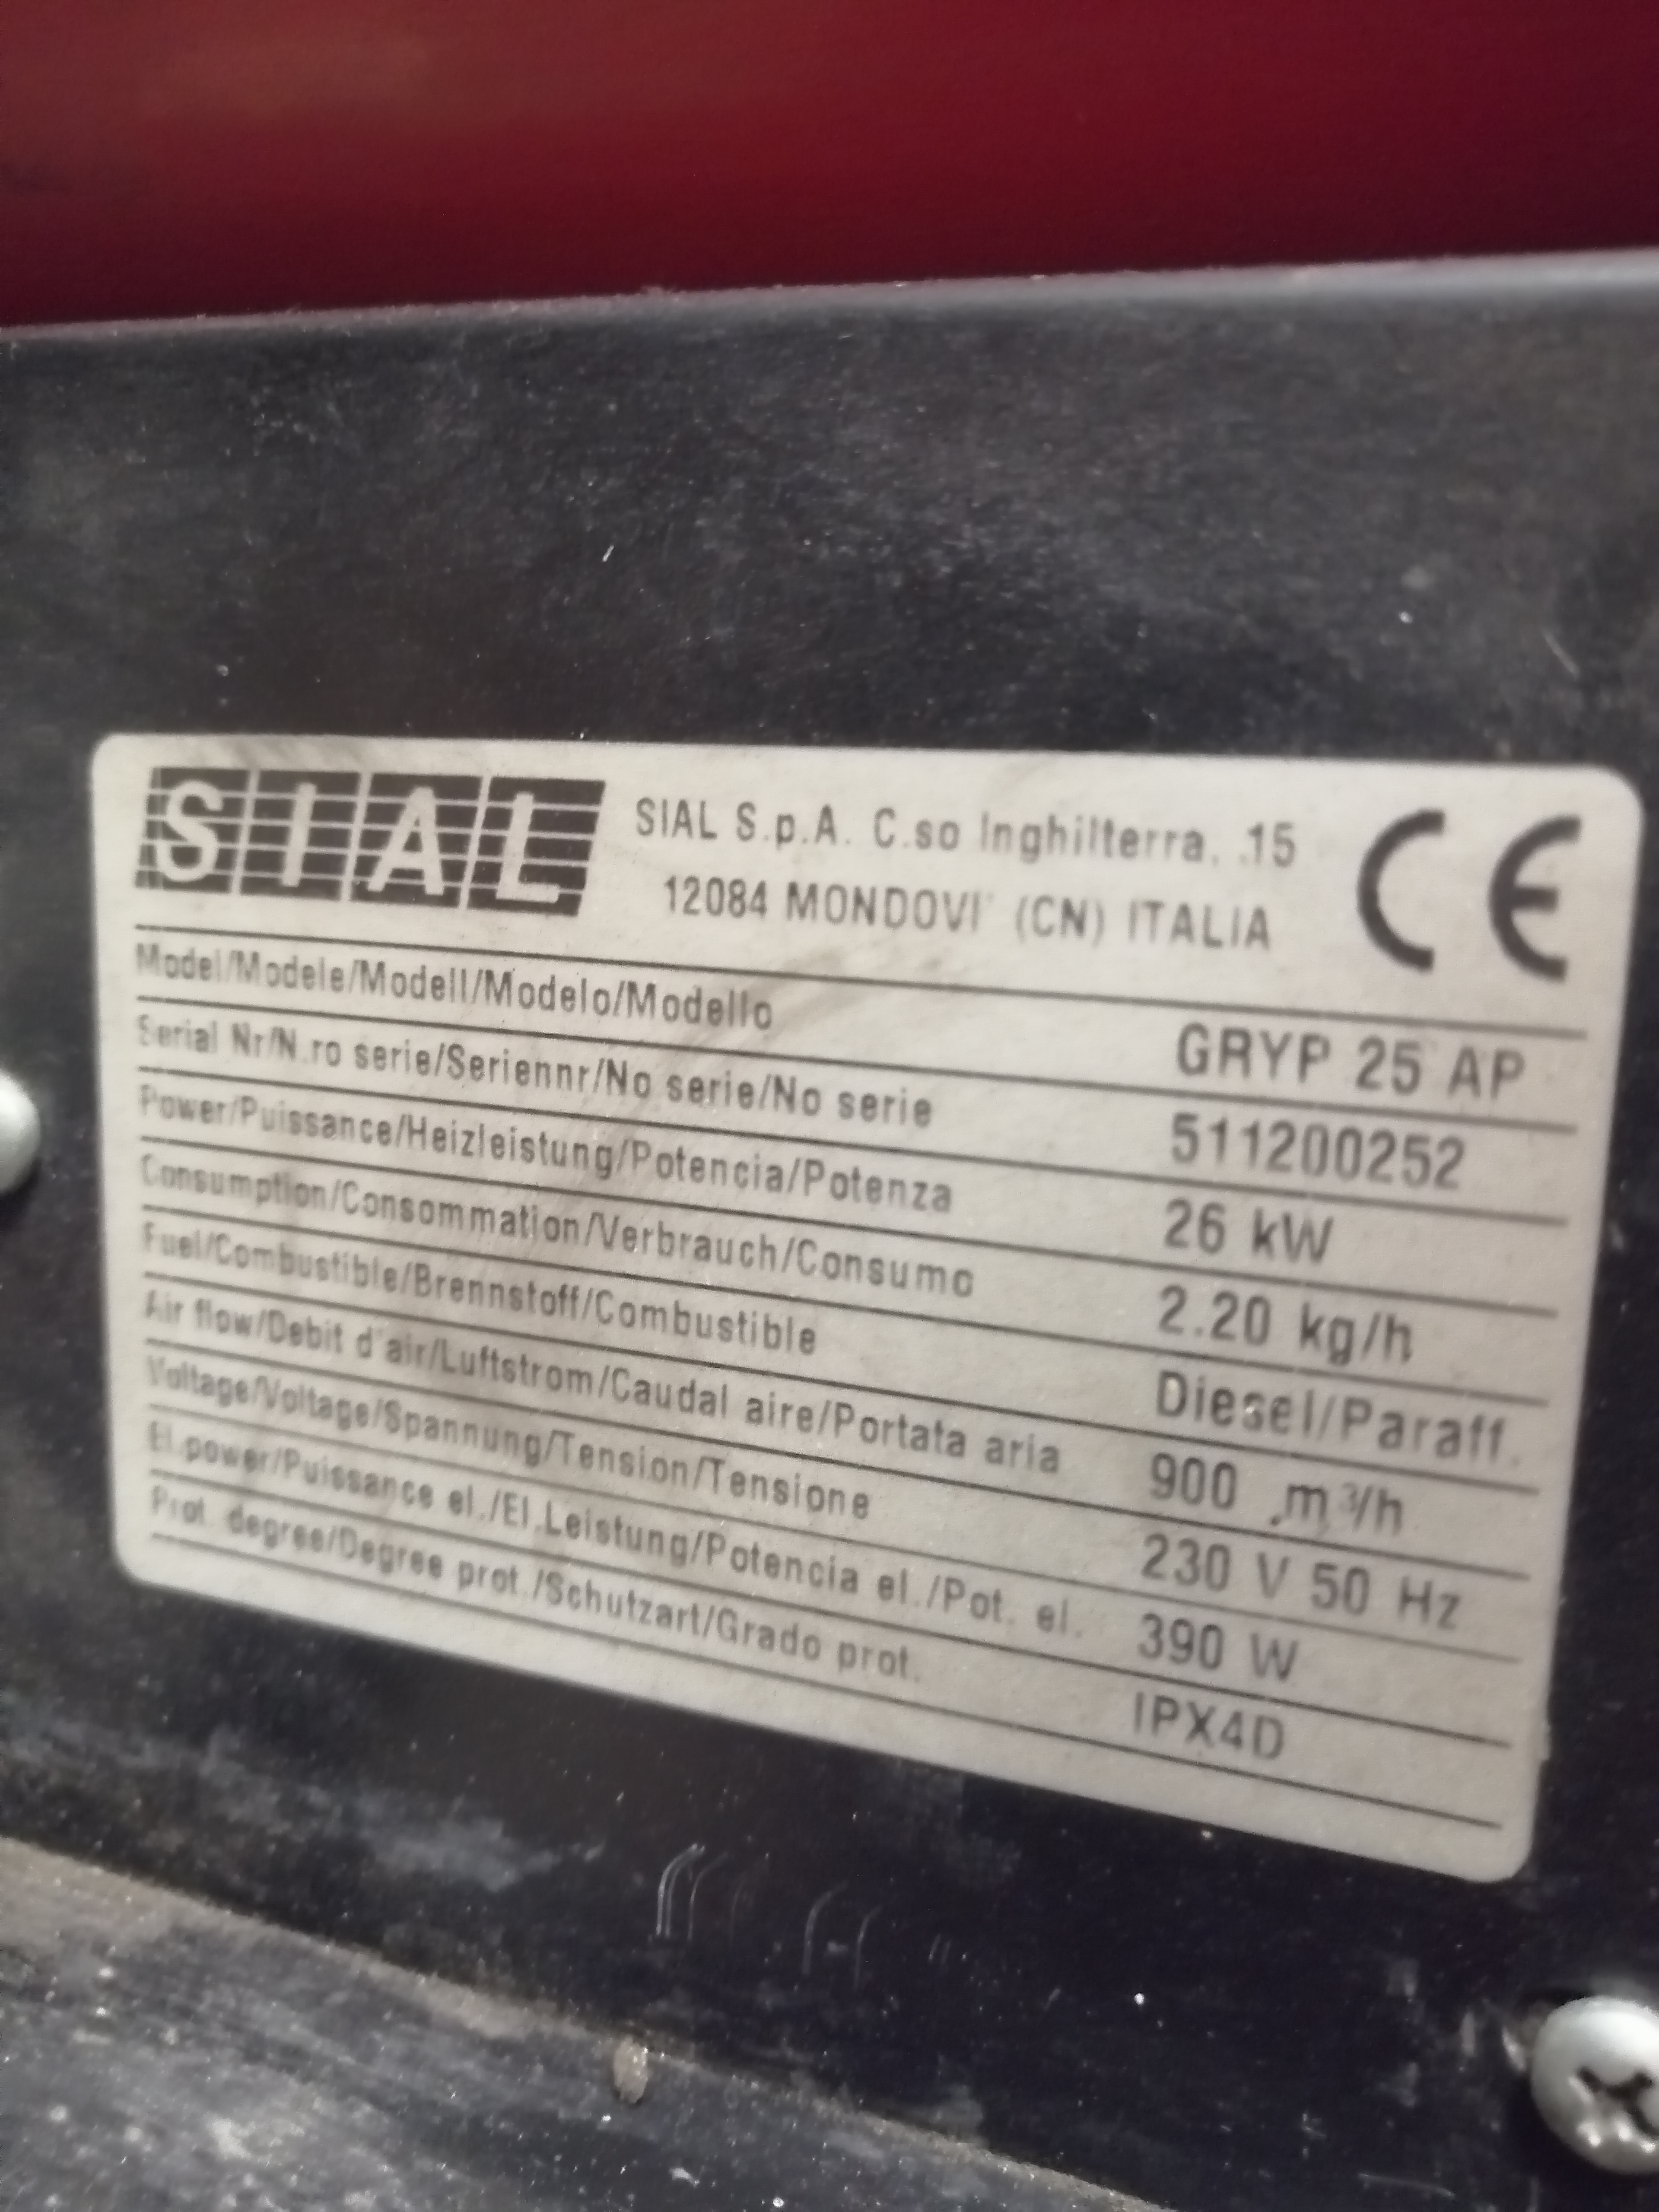 SIAL
SIAL S.p.A. C.so Inghilterra, 15
12084 MONDOVI' (CN) ITALIA
CE
Model/Modele/Modell/Modelo/Modello GRYP 25 AP
Serial Nr/N.ro serie/Seriennr/No serie/No serie 511200252
Power/Puissance/Heizleistung/Potencia/Potenza 26 kW
Consumption/Consommation/Verbrauch/Consumo 2.20 kg/h
Fuel/Combustible/Brennstoff/Combustible Diesel/Paraff.
Air flow/Debit d'air/Luftstrom/Caudal aire/Portata aria 900 m³/h
Voltage/Voltage/Spannung/Tension/Tensione 230 V 50 Hz
El.power/Puissance el./El.Leistung/Potencia el./Pot. el. 390 W
Prot. degree/Degree prot./Schutzart/Grado prot. IPX4D